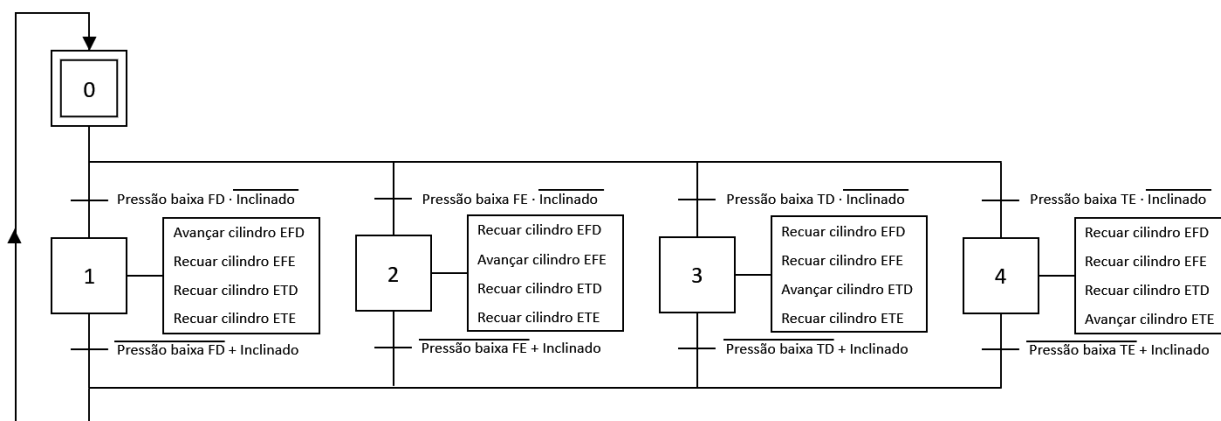 0
Pressão baixa FD · Inclinado
Pressão baixa FE · Inclinado
Pressão baixa TD · Inclinado
Pressão baixa TE · Inclinado
1
Avançar cilindro EFD
Recuar cilindro EFE
Recuar cilindro ETD
Recuar cilindro ETE
2
Recuar cilindro EFD
Avançar cilindro EFE
Recuar cilindro ETD
Recuar cilindro ETE
3
Recuar cilindro EFD
Recuar cilindro EFE
Avançar cilindro ETD
Recuar cilindro ETE
4
Recuar cilindro EFD
Recuar cilindro EFE
Recuar cilindro ETD
Avançar cilindro ETE
Pressão baixa FD + Inclinado
Pressão baixa FE + Inclinado
Pressão baixa TD + Inclinado
Pressão baixa TE + Inclinado